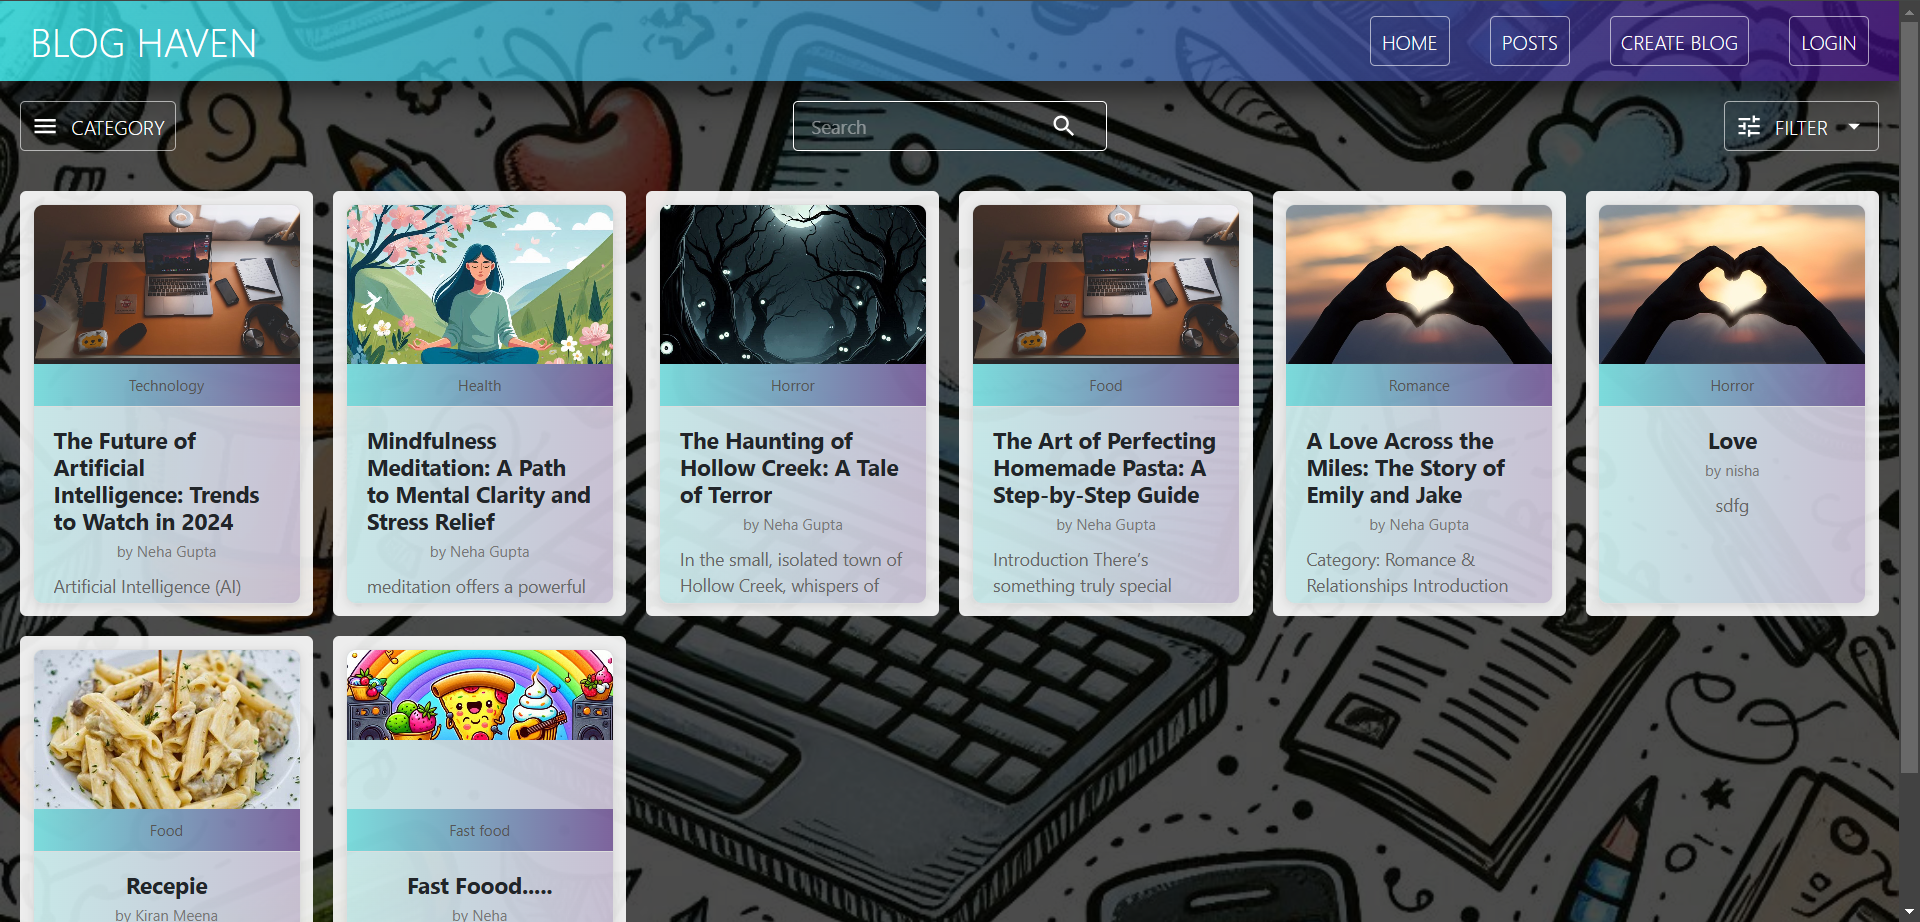 BLOG HAVEN
HOME
POSTS
CREATE BLOG
LOGIN
CATEGORY
Search
FILTER
Technology
The Future of
Artificial
Intelligence: Trends
to Watch in 2024
by Neha Gupta
Artificial Intelligence (AI)
Health
Mindfulness
Meditation: A Path
to Mental Clarity and
Stress Relief
by Neha Gupta
meditation offers a powerful
Horror
The Haunting of
Hollow Creek: A Tale
of Terror
by Neha Gupta
In the small, isolated town of
Hollow Creek, whispers of
Food
The Art of Perfecting
Homemade Pasta: A
Step-by-Step Guide
by Neha Gupta
Introduction There’s
something truly special
Romance
A Love Across the
Miles: The Story of
Emily and Jake
by Neha Gupta
Category: Romance &
Relationships Introduction
Horror
Love
by nisha
sdfg
Food
Recepie
by Kiran Meena
Fast food
Fast Foood.....
by Neha